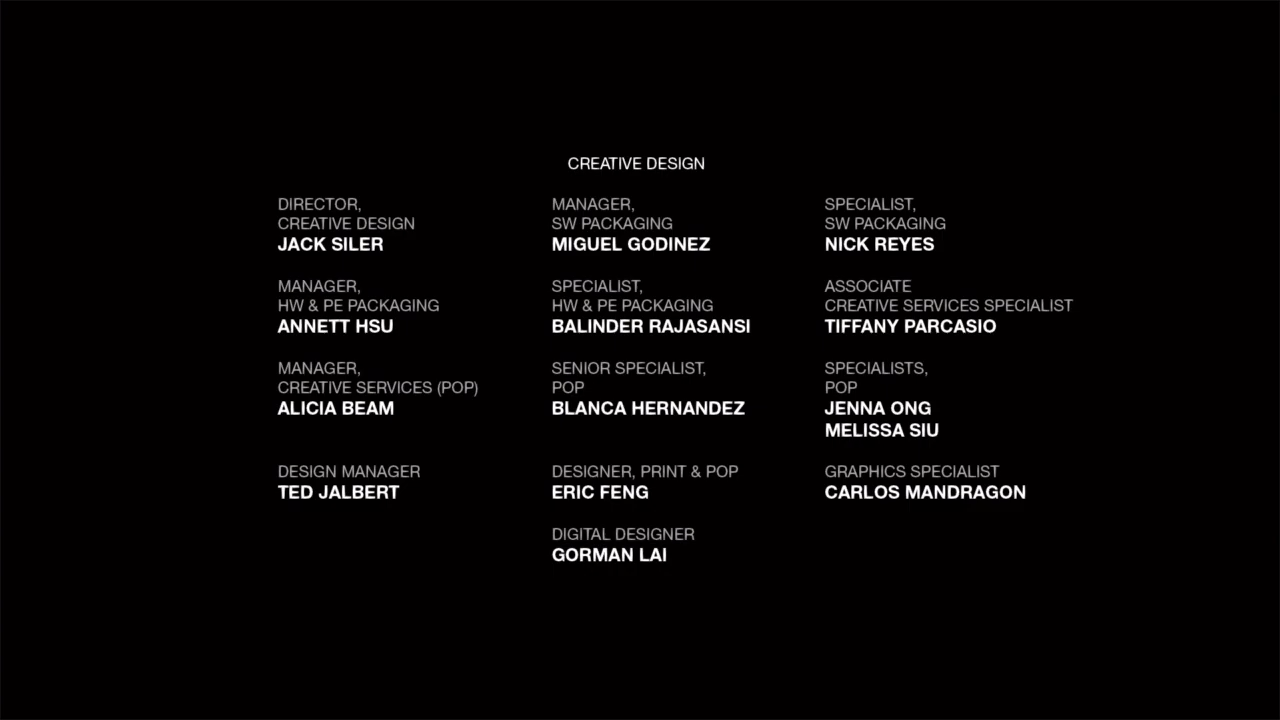 CREATIVE DESIGN
DIRECTOR,
CREATIVE DESIGN
JACK SILER
MANAGER,
SW PACKAGING
MIGUEL GODINEZ
SPECIALIST,
SW PACKAGING
NICK REYES
MANAGER,
HW & PE PACKAGING
ANNETT HSU
SPECIALIST,
HW & PE PACKAGING
BALINDER RAJASANSI
ASSOCIATE
CREATIVE SERVICES SPECIALIST
TIFFANY PARCASIO
MANAGER,
CREATIVE SERVICES (POP)
ALICIA BEAM
SENIOR SPECIALIST,
POP
BLANCA HERNANDEZ
SPECIALISTS,
POP
JENNA ONG
MELISSA SIU
DESIGN MANAGER
TED JALBERT
DESIGNER, PRINT & POP
ERIC FENG
GRAPHICS SPECIALIST
CARLOS MANDRAGON
DIGITAL DESIGNER
GORMAN LAI